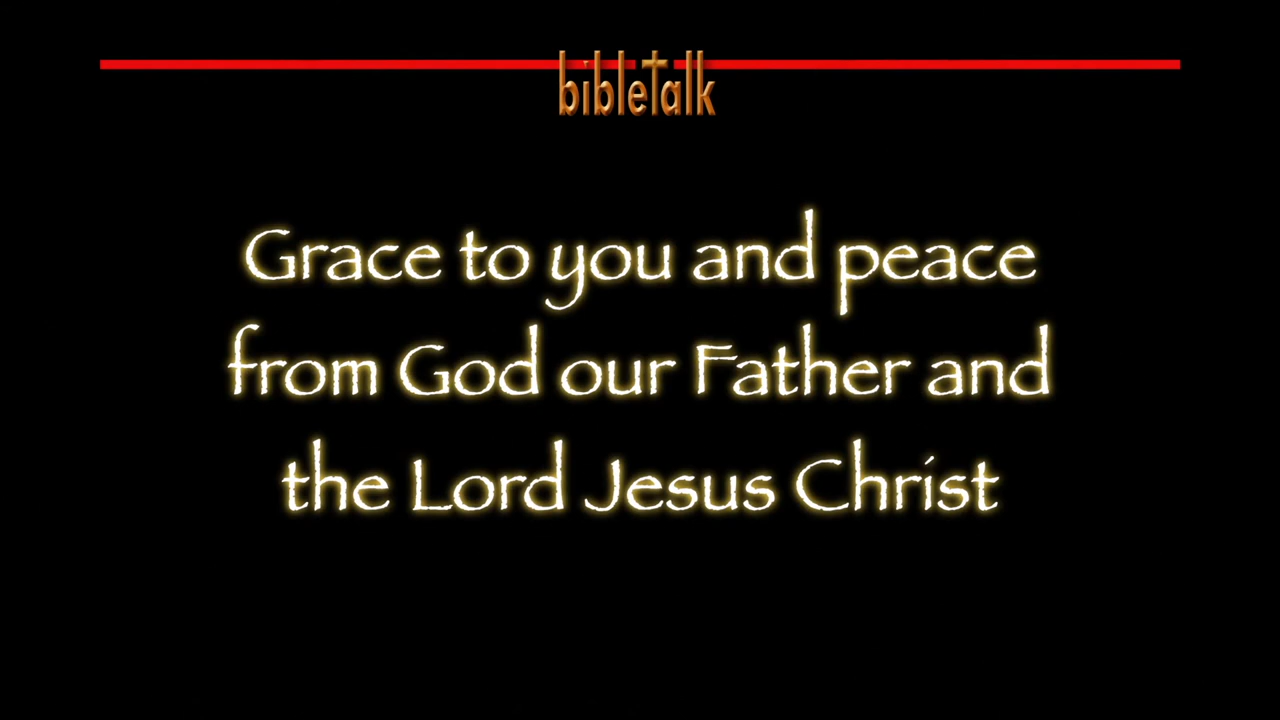 bibleTalk
Grace to you and peace
from God our Father and
the Lord Jesus Christ